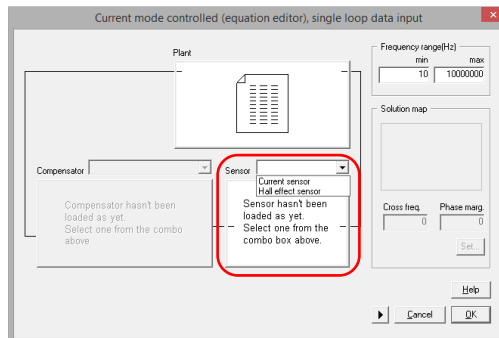 Current mode controlled (equation editor), single loop data input
x
Plant
Frequency range(Hz)
min max
10 10000000
Solution map
Compensator
Sensor
Current sensor
Hall effect sensor
Compensator hasn't been
loaded as yet.
Select one from the combo
above
Sensor hasn't been
loaded as yet.
Select one from the
combo box above.
Cross freq. Phase marg.
0 0
Set...
Help
Cancel OK